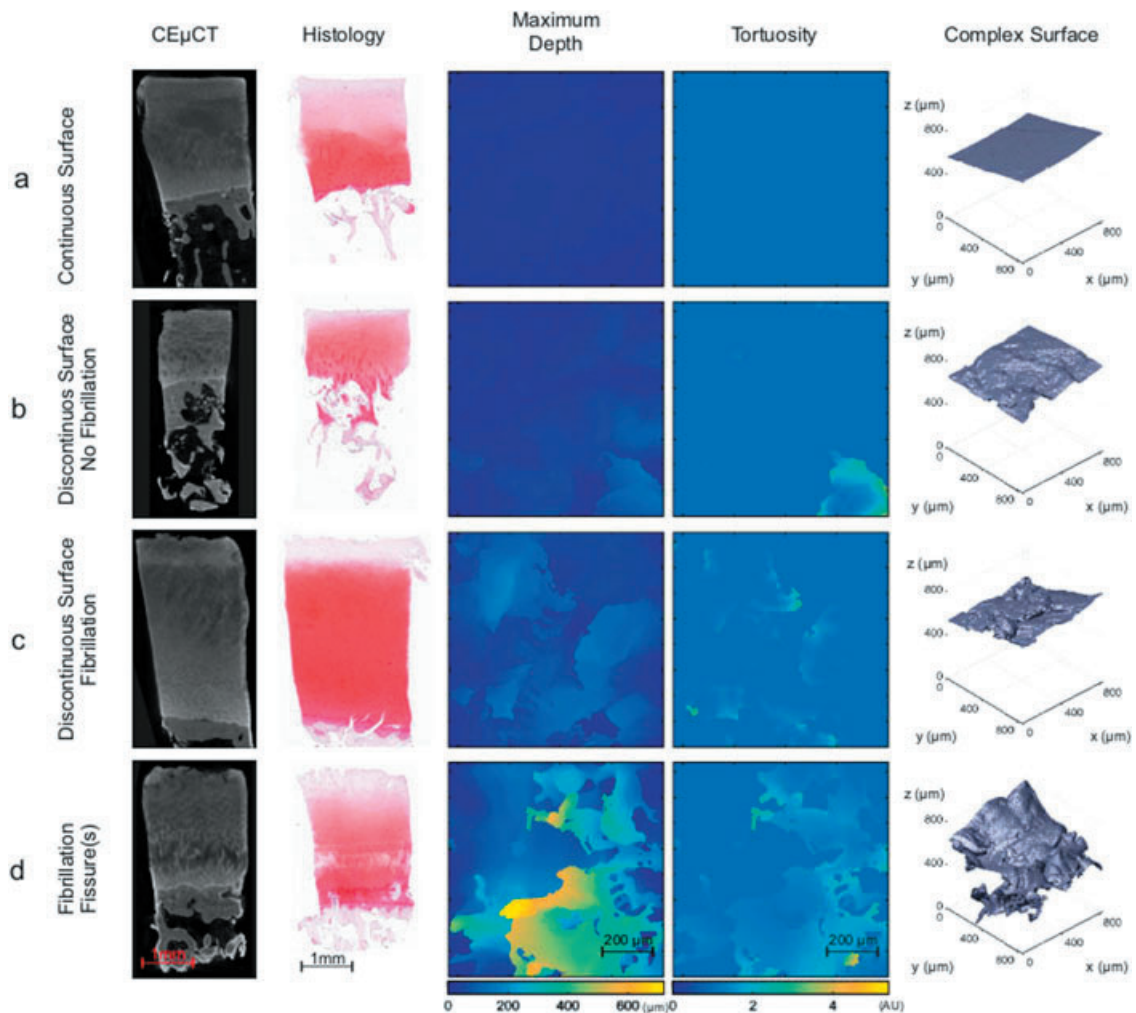 CEµCT
Histology
Maximum
Depth
Tortuosity
Complex Surface
a
Continuous Surface
z (µm)
800
400
0
0
400
800
y (µm)
0
400
800
x (µm)
b
Discontinuos Surface
No Fibrillation
z (µm)
800
400
0
0
400
800
y (µm)
0
400
800
x (µm)
c
Discontinuous Surface
Fibrillation
z (µm)
800
400
0
0
400
800
y (µm)
0
400
800
x (µm)
d
Fibrillation
Fissure(s)
1mm
1mm
200 µm
200 µm
z (µm)
800
400
0
0
400
800
y (µm)
0
400
800
x (µm)
0 200 400 600 (µm)
0 2 4 (AU)